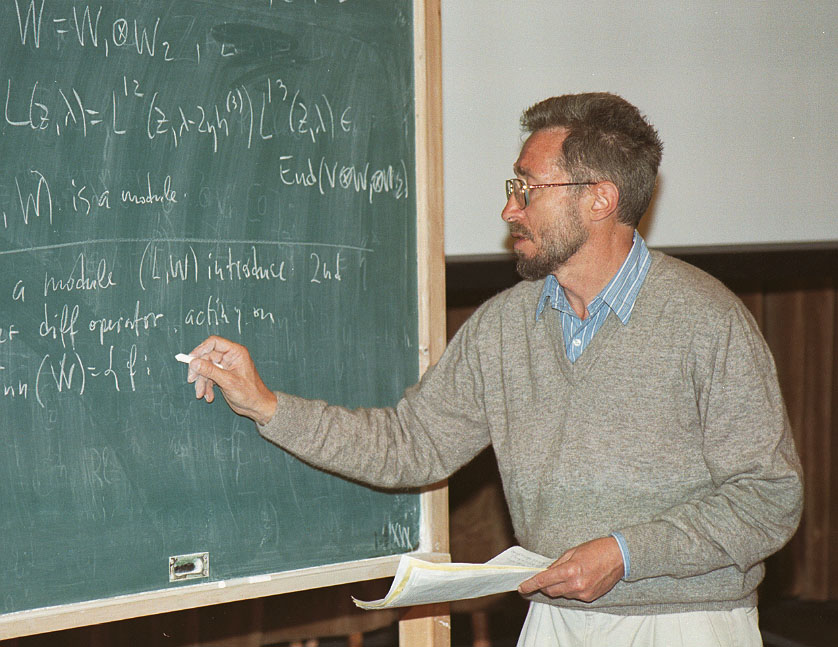 W=W₁⊗W₂,
L(z,λ)=L¹²(z,λ-2ηh⁽³⁾)L¹³(z,λ)∈
End(V⊗W₁⊗W₂)
, W) is a module.
a module (L,W) introduce 2nd
diff operator acting on
(W)={f: